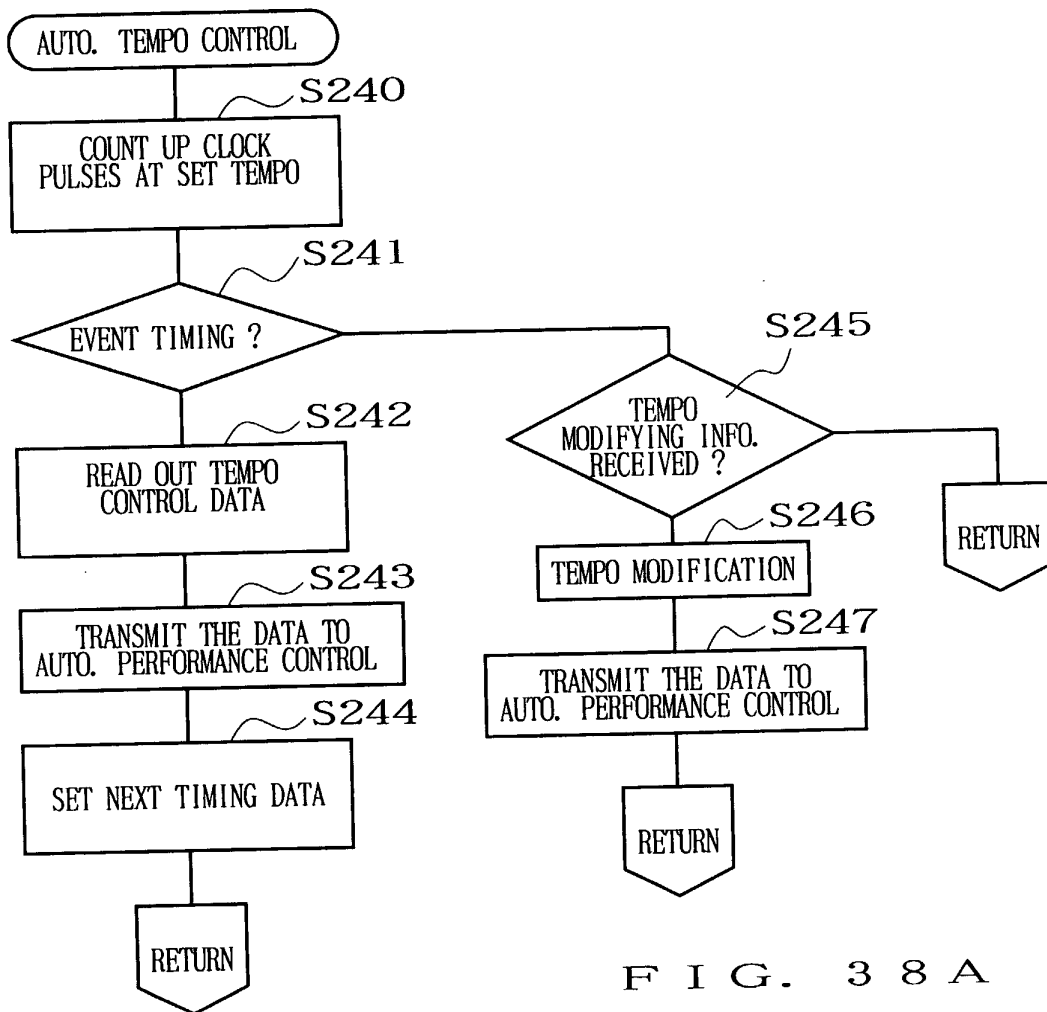 AUTO. TEMPO CONTROL
S240
COUNT UP CLOCK
PULSES AT SET TEMPO
S241
EVENT TIMING ?
S242
READ OUT TEMPO
CONTROL DATA
S243
TRANSMIT THE DATA TO
AUTO. PERFORMANCE CONTROL
S244
SET NEXT TIMING DATA
RETURN
S245
TEMPO
MODIFYING INFO.
RECEIVED ?
RETURN
S246
TEMPO MODIFICATION
S247
TRANSMIT THE DATA TO
AUTO. PERFORMANCE CONTROL
RETURN
FIG. 38A